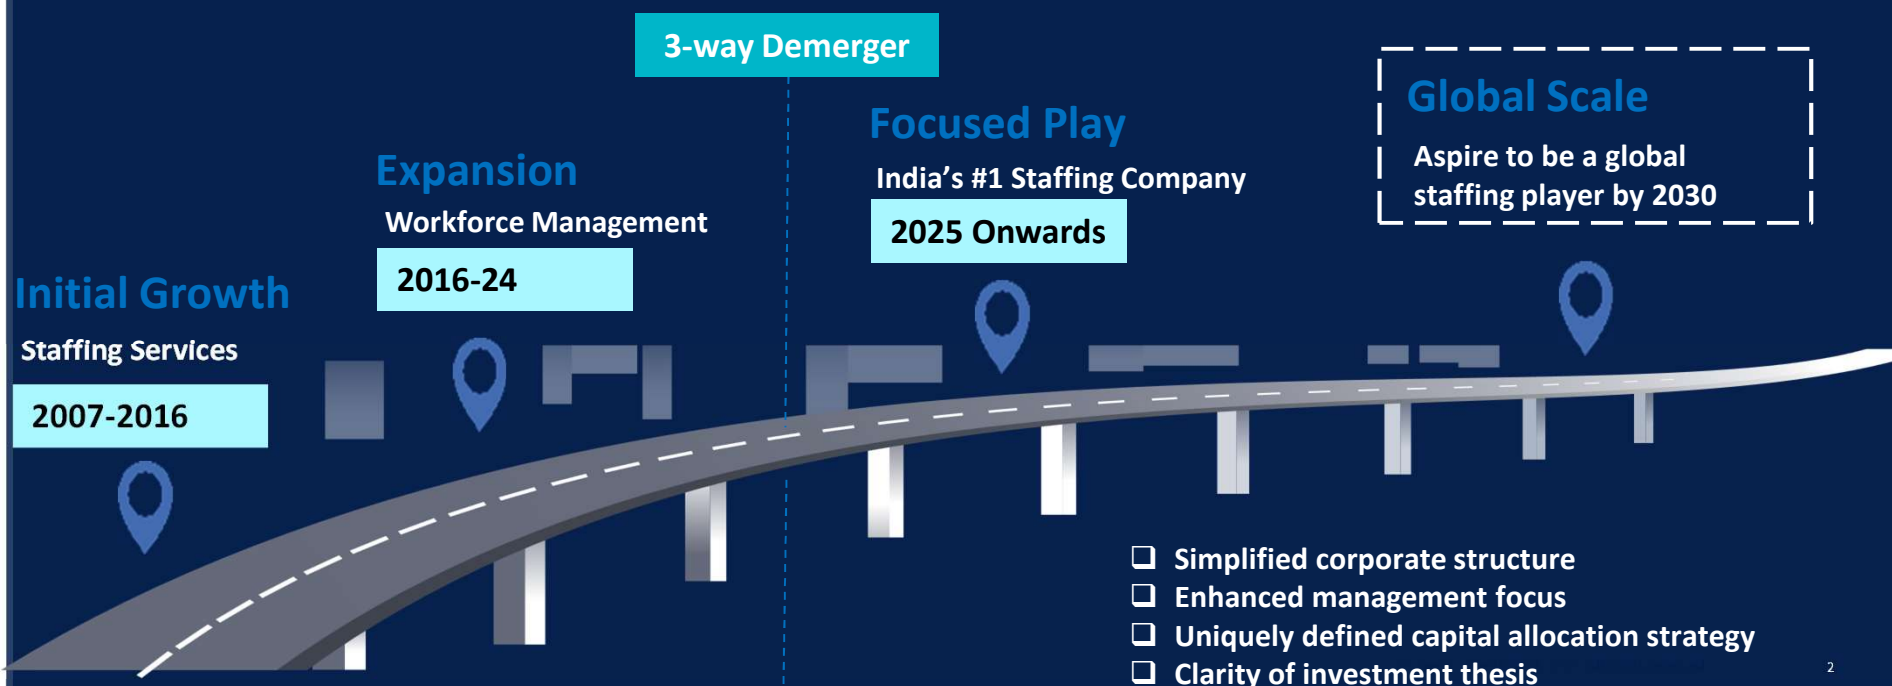 3-way Demerger
Global Scale
Aspire to be a global
staffing player by 2030
Focused Play
India's #1 Staffing Company
2025 Onwards
Expansion
Workforce Management
2016-24
Initial Growth
Staffing Services
2007-2016
❑ Simplified corporate structure
❑ Enhanced management focus
❑ Uniquely defined capital allocation strategy
❑ Clarity of investment thesis
2